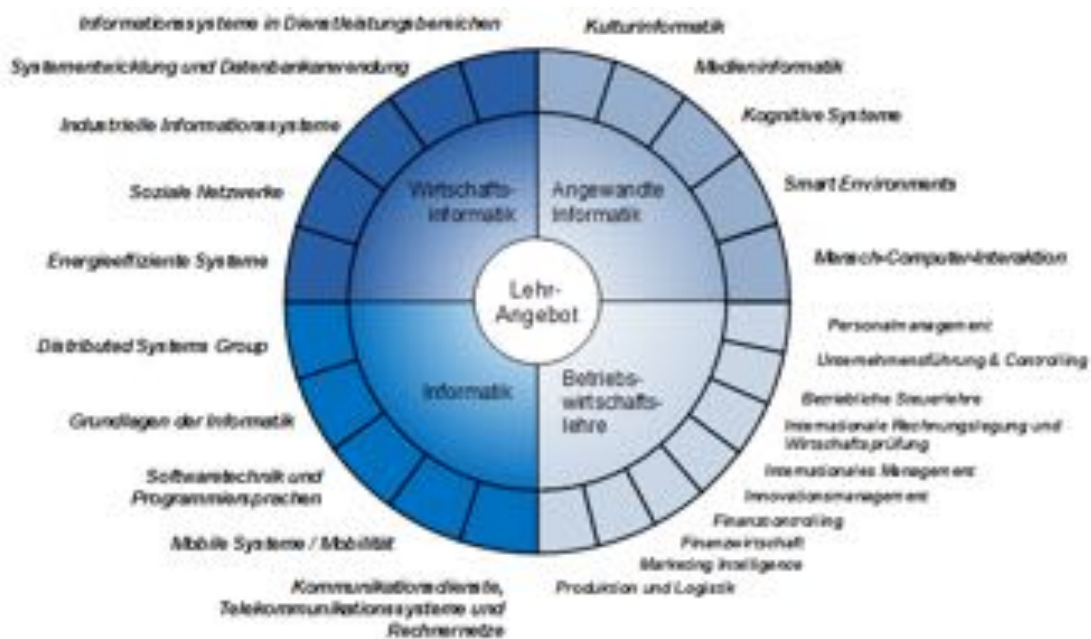 Informationssysteme in Dienstleistungsbereichen
Systementwicklung und Datenbankanwendung
Industrielle Informationssysteme
Soziale Netzwerke
Energieeffiziente Systeme
Distributed Systems Group
Grundlagen der Informatik
Softwaretechnik und
Programmiersprachen
Mobile Systeme / Mobilität
Kommunikationsdienste,
Telekommunikationssysteme und
Rechnernetze
Kulturinformatik
Medieninformatik
Kognitive Systeme
Smart Environments
Mensch-Computer-Interaktion
Personalmanagement
Unternehmensführung & Controlling
Betriebliche Steuerlehre
Internationale Rechnungslegung und
Wirtschaftsprüfung
Internationales Management
Innovationsmanagement
Finanzcontrolling
Finanzwirtschaft
Marketing Intelligence
Produktion und Logistik
Wirtschafts-
informatik
Angewandte
Informatik
Lehr-
Angebot
Informatik
Betriebs-
wirtschafts-
lehre